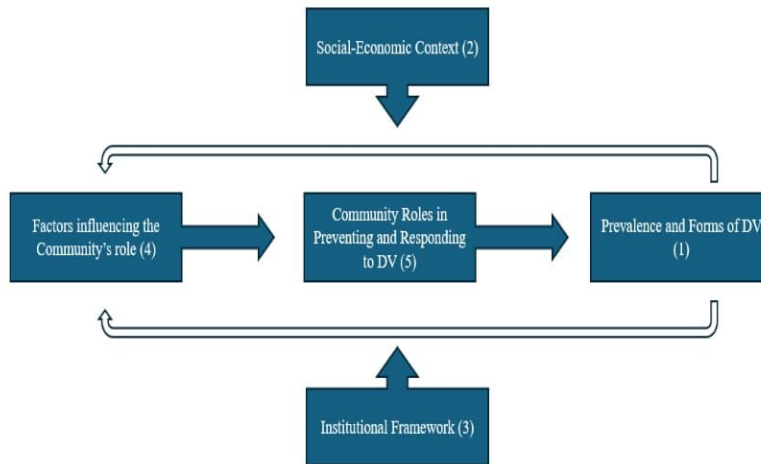 Social-Economic Context (2)
Factors influencing the
Community's role (4)
Community Roles in
Preventing and Responding
to DV (5)
Prevalence and Forms of DV
(1)
Institutional Framework (3)